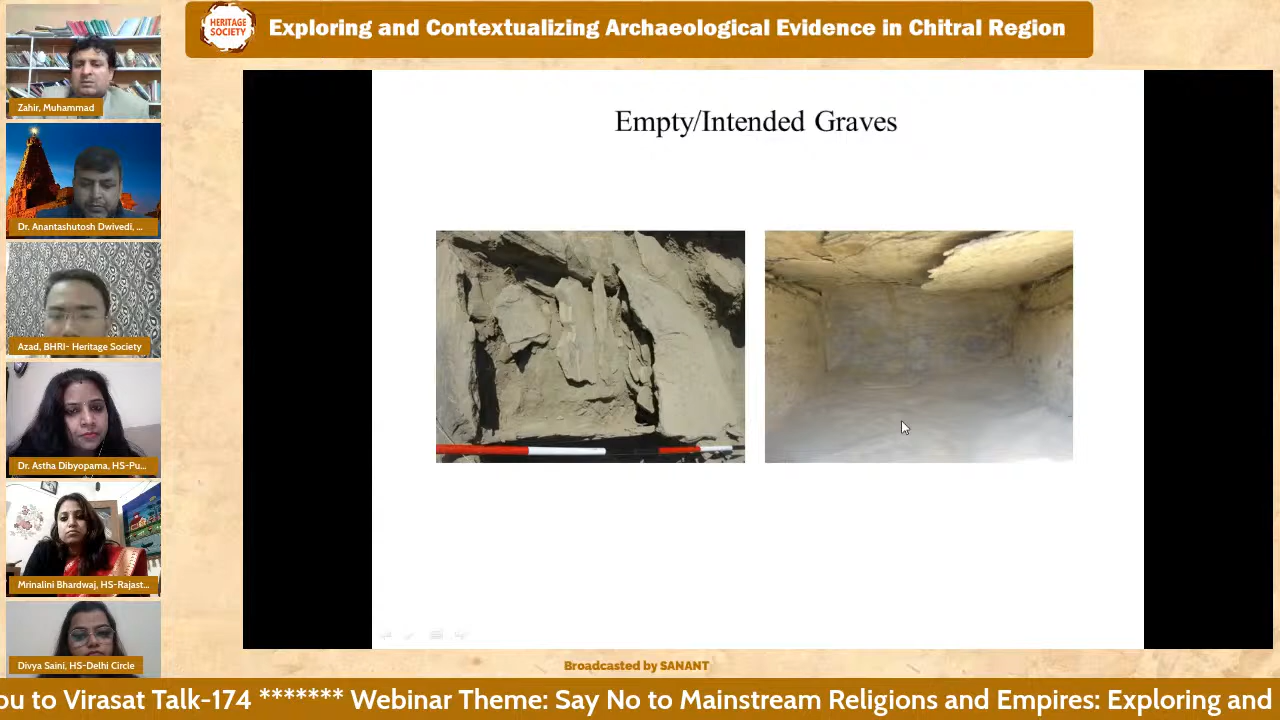 HERITAGE
SOCIETY
Exploring and Contextualizing Archaeological Evidence in Chitral Region
Zahir, Muhammad
Dr. Anantashutosh Dwivedi, ...
Azad, BHRI- Heritage Society
Dr. Astha Dibyopama, HS-Pu...
Mrinalini Bhardwaj, HS-Rajast...
Divya Saini, HS-Delhi Circle
Empty/Intended Graves
Broadcasted by SANANT
ou to Virasat Talk-174 ******* Webinar Theme: Say No to Mainstream Religions and Empires: Exploring and